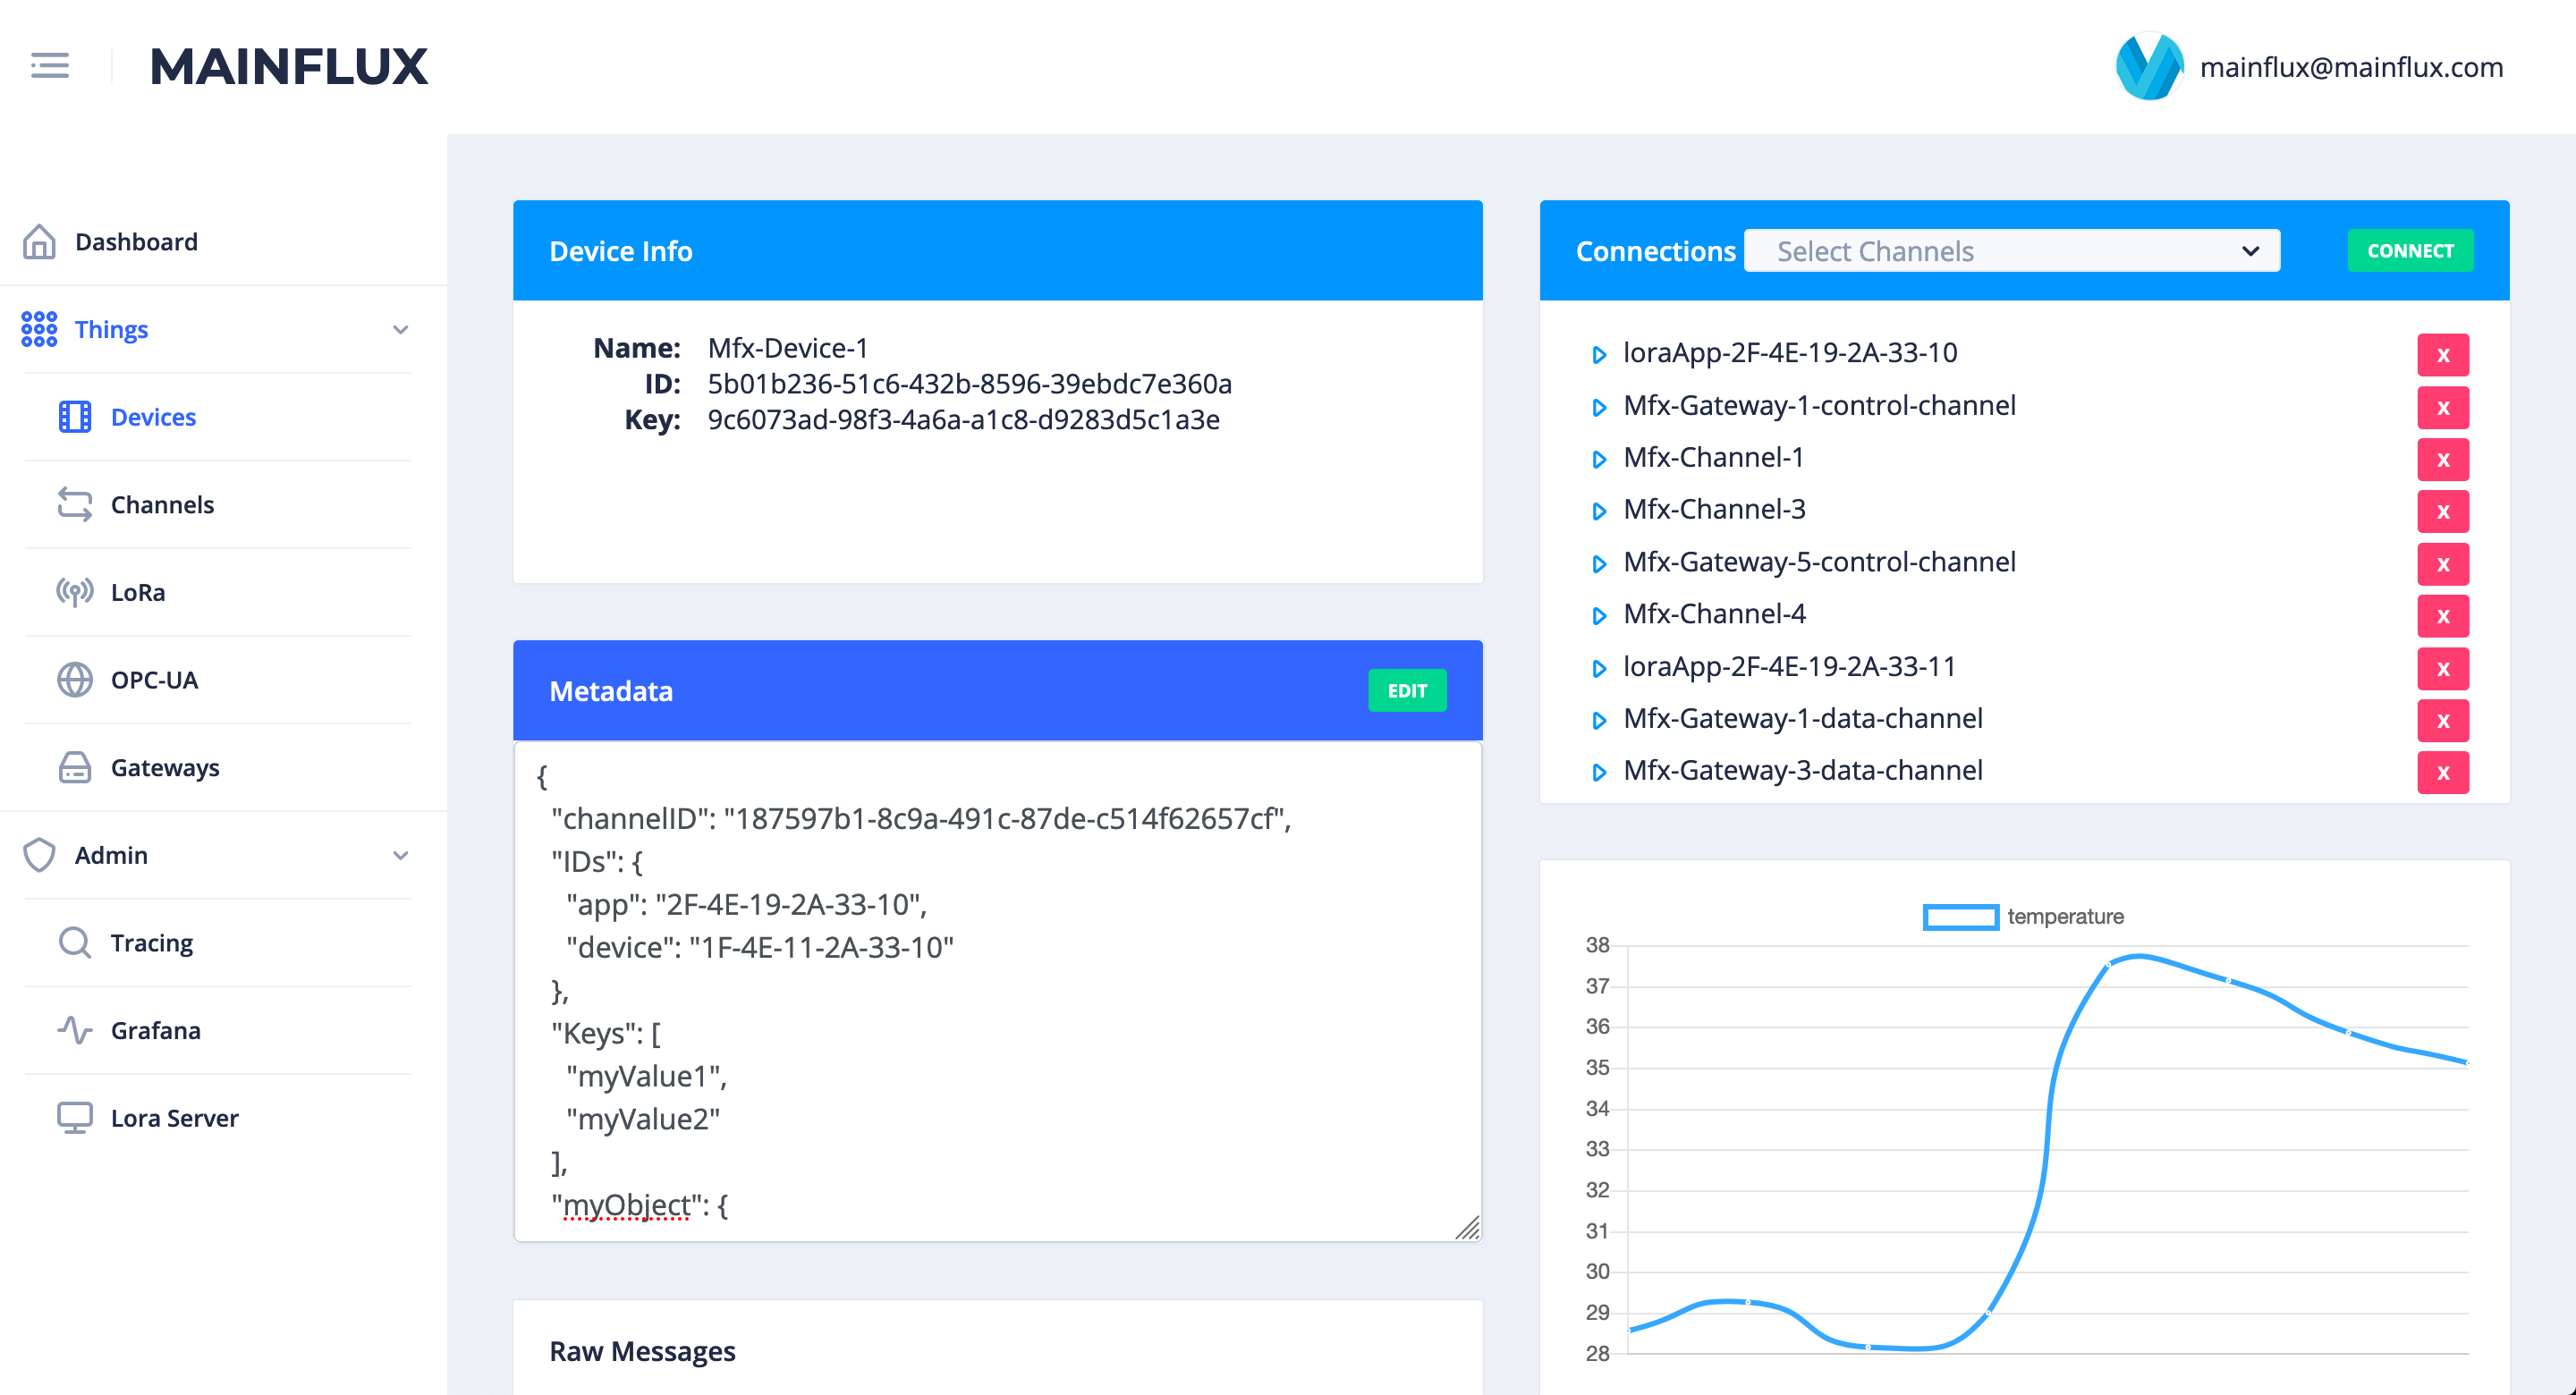 MAINFLUX
mainflux@mainflux.com
Dashboard
Things
Devices
Channels
LoRa
OPC-UA
Gateways
Admin
Tracing
Grafana
Lora Server
Device Info
Name: Mfx-Device-1
ID: 5b01b236-51c6-432b-8596-39ebdc7e360a
Key: 9c6073ad-98f3-4a6a-a1c8-d9283d5c1a3e
Metadata EDIT
{
"channelID": "187597b1-8c9a-491c-87de-c514f62657cf",
"IDs": {
"app": "2F-4E-19-2A-33-10",
"device": "1F-4E-11-2A-33-10"
},
"Keys": [
"myValue1",
"myValue2"
],
"myObject": {
Raw Messages
Connections Select Channels CONNECT
loraApp-2F-4E-19-2A-33-10 X
Mfx-Gateway-1-control-channel X
Mfx-Channel-1 X
Mfx-Channel-3 X
Mfx-Gateway-5-control-channel X
Mfx-Channel-4 X
loraApp-2F-4E-19-2A-33-11 X
Mfx-Gateway-1-data-channel X
Mfx-Gateway-3-data-channel X
temperature
38
37
36
35
34
33
32
31
30
29
28